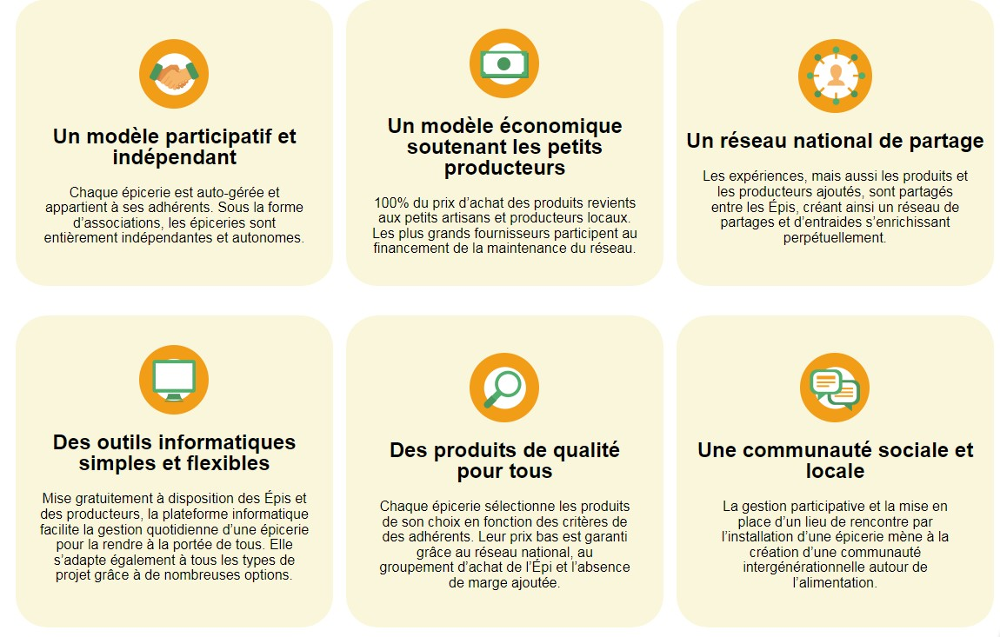 Un modèle participatif et
indépendant
Chaque épicerie est auto-gérée et
appartient à ses adhérents. Sous la forme
d’associations, les épiceries sont
entièrement indépendantes et autonomes.
Un modèle économique
soutenant les petits
producteurs
100% du prix d’achat des produits revient
aux petits artisans et producteurs locaux.
Les plus grands fournisseurs participent au
financement de la maintenance du réseau.
Un réseau national de partage
Les expériences, mais aussi les produits et
les producteurs ajoutés, sont partagés
entre les Épis, créant ainsi un réseau de
partages et d’entraides s’enrichissant
perpétuellement.
Des outils informatiques
simples et flexibles
Mise gratuitement à disposition des Épis et
des producteurs, la plateforme informatique
facilite la gestion quotidienne d’une épicerie
pour la rendre à la portée de tous. Elle
s’adapte également à tous les types de
projet grâce à de nombreuses options.
Des produits de qualité
pour tous
Chaque épicerie sélectionne les produits
de son choix en fonction des critères de
des adhérents. Leur prix bas est garanti
grâce au réseau national, au
groupement d’achat de l’Épi et l’absence
de marge ajoutée.
Une communauté sociale et
locale
La gestion participative et la mise en
place d’un lieu de rencontre par
l’installation d’une épicerie mène à la
création d’une communauté
intergénérationnelle autour de
l’alimentation.